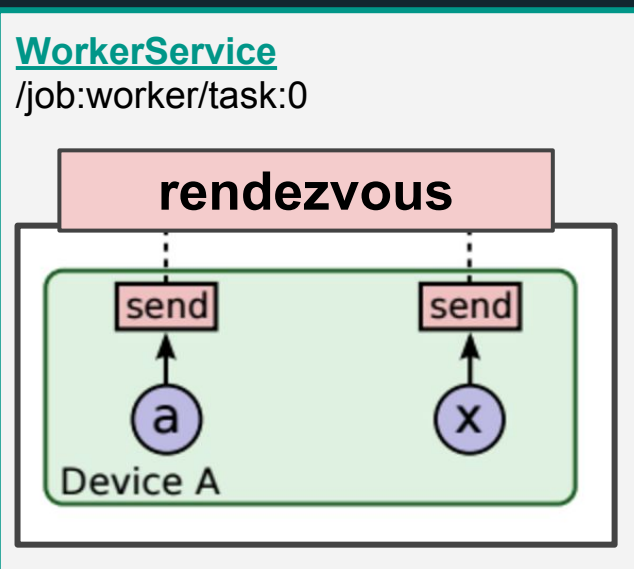 WorkerService
/job:worker/task:0
rendezvous
send send
a x
Device A